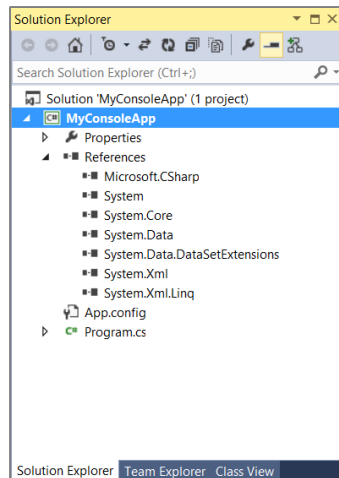 Solution Explorer
Search Solution Explorer (Ctrl+;)
Solution 'MyConsoleApp' (1 project)
C# MyConsoleApp
Properties
References
Microsoft.CSharp
System
System.Core
System.Data
System.Data.DataSetExtensions
System.Xml
System.Xml.Linq
App.config
C# Program.cs
Solution Explorer Team Explorer Class View